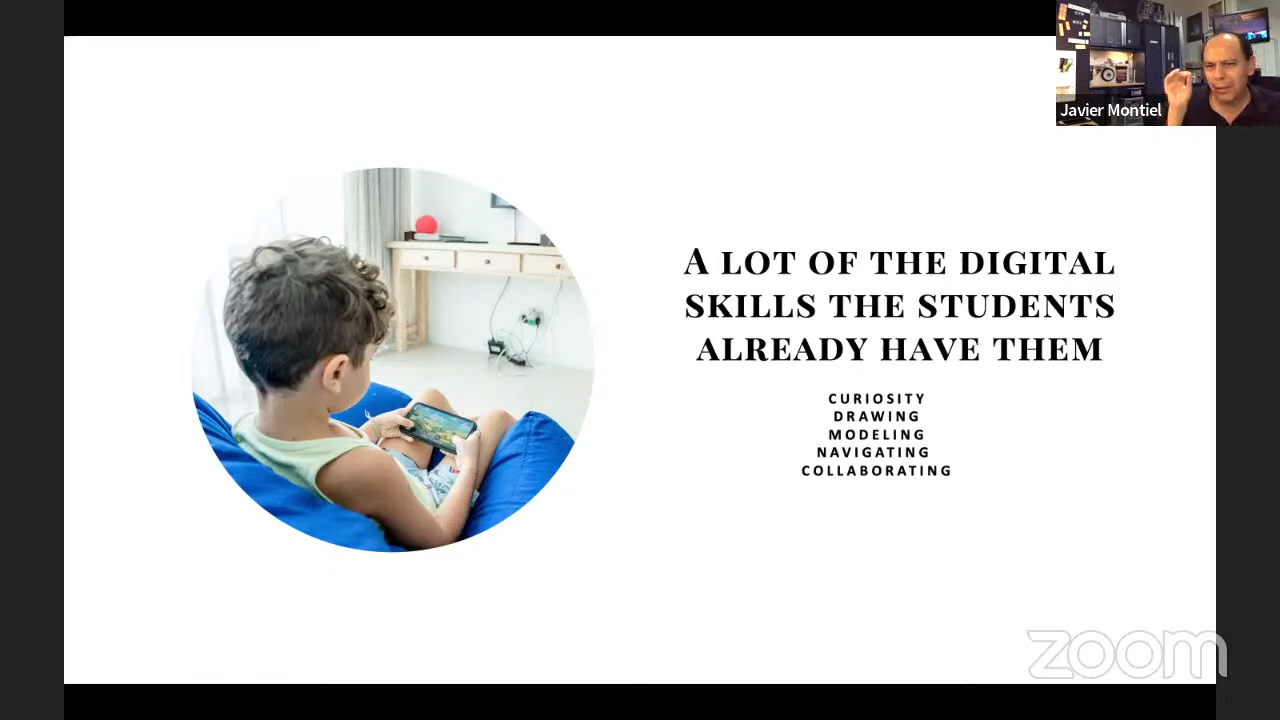 Javier Montiel
A LOT OF THE DIGITAL
SKILLS THE STUDENTS
ALREADY HAVE THEM
CURIOSITY
DRAWING
MODELING
NAVIGATING
COLLABORATING
zoom